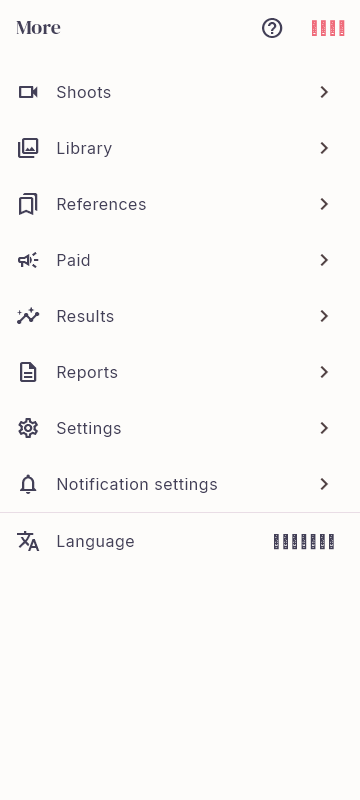 More
Shoots
Library
References
Paid
Results
Reports
Settings
Notification settings
Language